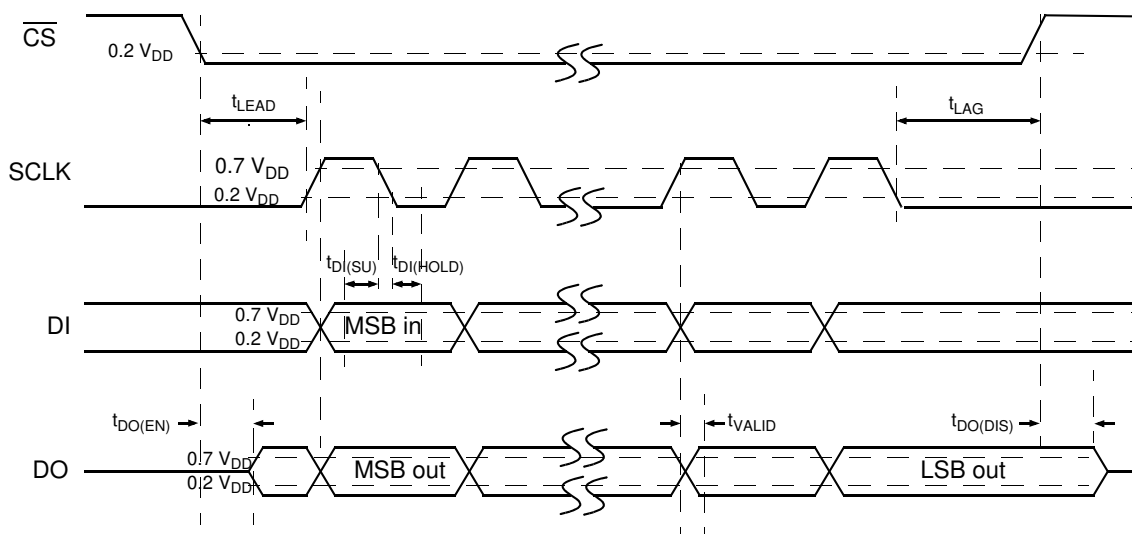 CS
0.2 VDD
tLEAD
tLAG
SCLK
0.7 VDD
0.2 VDD
tDI(SU)
tDI(HOLD)
DI
0.7 VDD
0.2 VDD
MSB in
tDO(EN)
tVALID
tDO(DIS)
DO
0.7 VDD
0.2 VDD
MSB out
LSB out